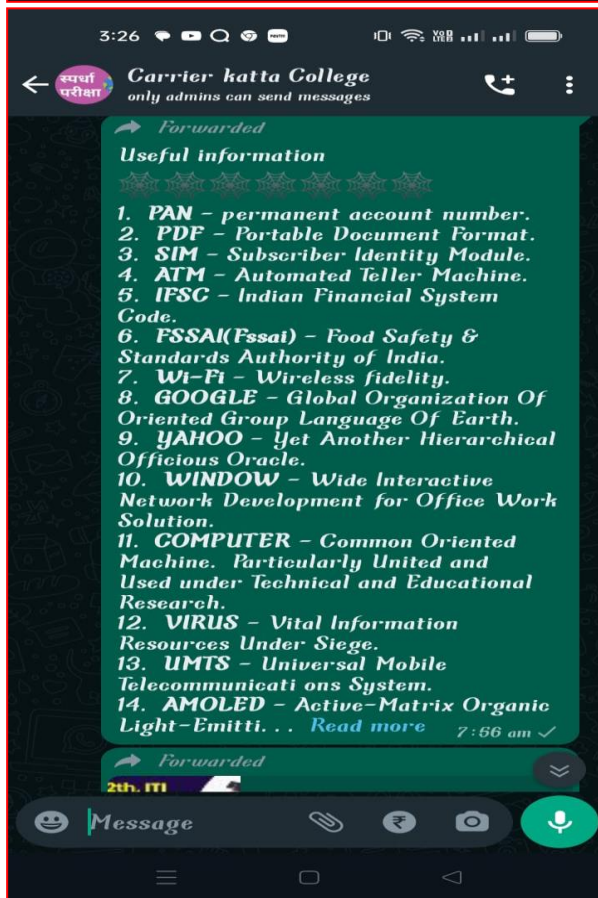 3:26
VoD
LTE1
स्पर्धा
परीक्षा
Carrier katta College
only admins can send messages
Forwarded
Useful information
1. PAN – permanent account number.
2. PDF – Portable Document Format.
3. SIM – Subscriber Identity Module.
4. ATM – Automated Teller Machine.
5. IFSC – Indian Financial System
Code.
6. FSSAI(Fssai) – Food Safety &
Standards Authority of India.
7. Wi-Fi – Wireless fidelity.
8. GOOGLE – Global Organization Of
Oriented Group Language Of Earth.
9. YAHOO – Yet Another Hierarchical
Officious Oracle.
10. WINDOW – Wide Interactive
Network Development for Office Work
Solution.
11. COMPUTER – Common Oriented
Machine. Particularly United and
Used under Technical and Educational
Research.
12. VIRUS – Vital Information
Resources Under Siege.
13. UMTS – Universal Mobile
Telecommunicati ons System.
14. AMOLED – Active-Matrix Organic
Light-Emitti... Read more 7:56 am
Forwarded
2th, ITI
Message
₹